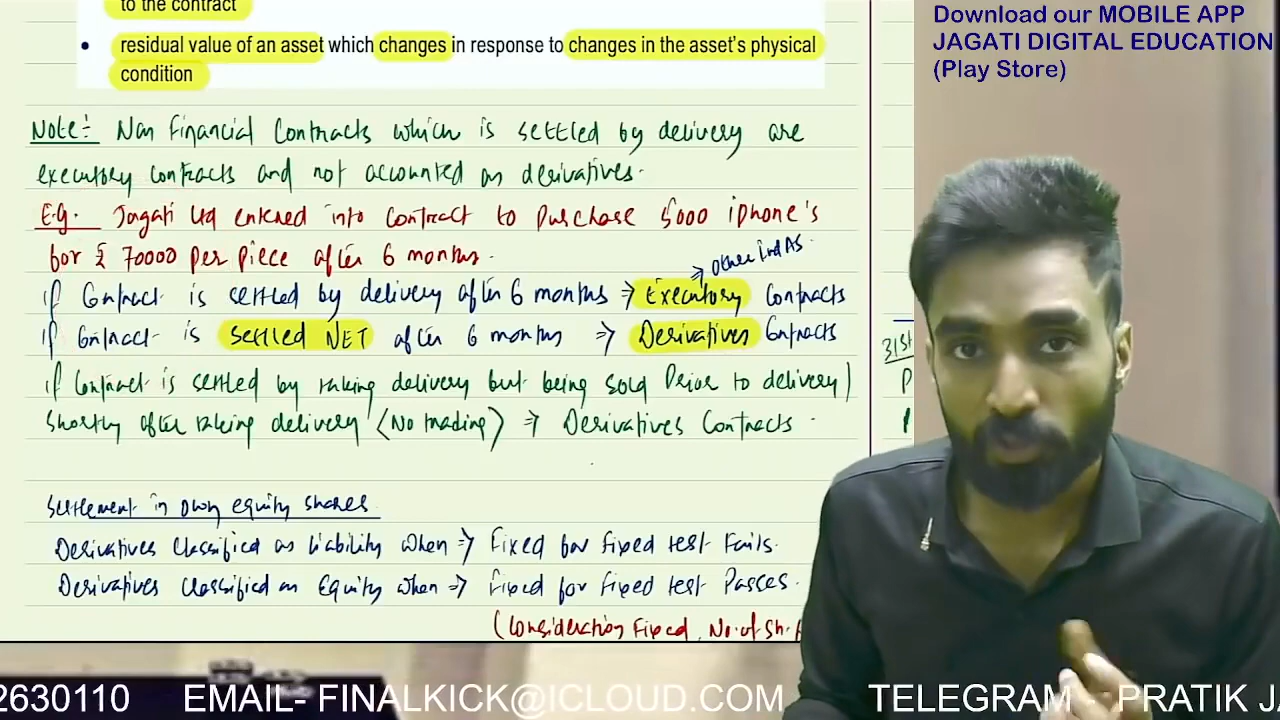 to the contract
• residual value of an asset which changes in response to changes in the asset's physical
condition
Note:- Non Financial Contracts which is settled by delivery are
executory contracts and not accounted as derivatives.
E.g. Jagati Ltd entered into Contract to Purchase 5000 iphone's
for ₹ 70000 Per piece after 6 months.
⇒ Other Ind AS.
if Contract is settled by delivery after 6 months ⇒ Executory Contracts
if Contract is settled NET after 6 months ⇒ Derivatives Contracts
if Contract is settled by taking delivery but being sold Prior to delivery/
Shortly after taking delivery (No trading) ⇒ Derivatives Contracts.
Settlement in own equity shares
Derivatives classified as liability when ⇒ Fixed for fixed test Fails.
Derivatives classified as Equity when ⇒ Fixed for fixed test Passes.
(Consideration Fixed, No. of Sh
31st
P
1
Download our MOBILE APP
JAGATI DIGITAL EDUCATION
(Play Store)
2630110 EMAIL- FINALKICK@ICLOUD.COM TELEGRAM - PRATIK JA